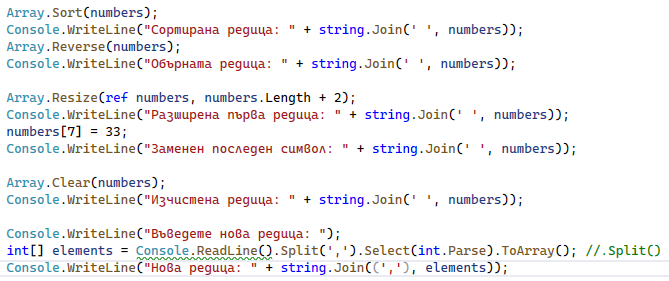 Array.Sort(numbers);
Console.WriteLine("Сортирана редица: " + string.Join(' ', numbers));
Array.Reverse(numbers);
Console.WriteLine("Обърната редица: " + string.Join(' ', numbers));
Array.Resize(ref numbers, numbers.Length + 2);
Console.WriteLine("Разширена първа редица: " + string.Join(' ', numbers));
numbers[7] = 33;
Console.WriteLine("Заменен последен символ: " + string.Join(' ', numbers));
Array.Clear(numbers);
Console.WriteLine("Изчистена редица: " + string.Join(' ', numbers));
Console.WriteLine("Въведете нова редица: ");
int[] elements = Console.ReadLine().Split(',').Select(int.Parse).ToArray(); //.Split()
Console.WriteLine("Нова редица: " + string.Join((','), elements));